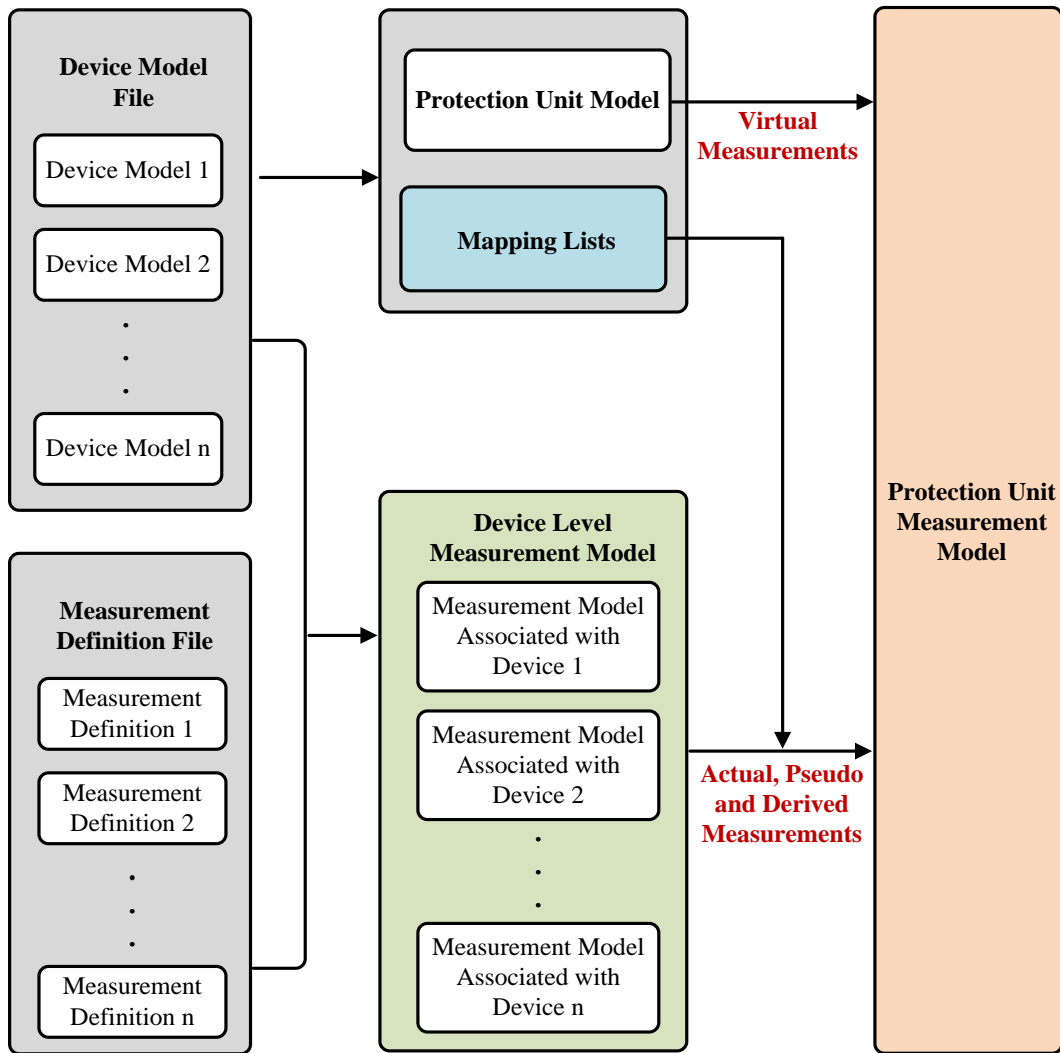 Device Model
File
Device Model 1
Device Model 2
.
.
.
Device Model n
Measurement
Definition File
Measurement
Definition 1
Measurement
Definition 2
.
.
.
Measurement
Definition n
Protection Unit Model
Mapping Lists
Virtual
Measurements
Device Level
Measurement Model
Measurement Model
Associated with
Device 1
Measurement Model
Associated with
Device 2
.
.
.
Measurement Model
Associated with
Device n
Actual, Pseudo
and Derived
Measurements
Protection Unit
Measurement
Model